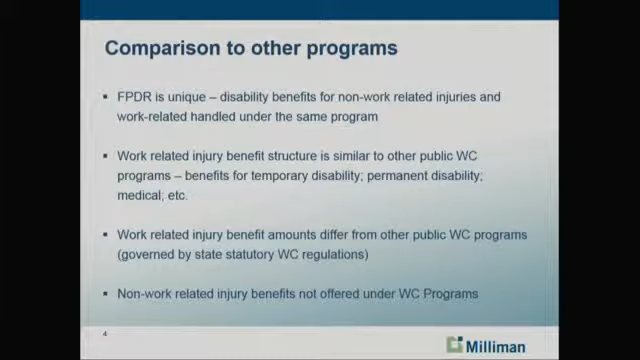 Comparison to other programs
▪ FPDR is unique – disability benefits for non-work related injuries and
work-related handled under the same program
▪ Work related injury benefit structure is similar to other public WC
programs – benefits for temporary disability; permanent disability;
medical; etc.
▪ Work related injury benefit amounts differ from other public WC programs
(governed by state statutory WC regulations)
▪ Non-work related injury benefits not offered under WC Programs
4
Milliman